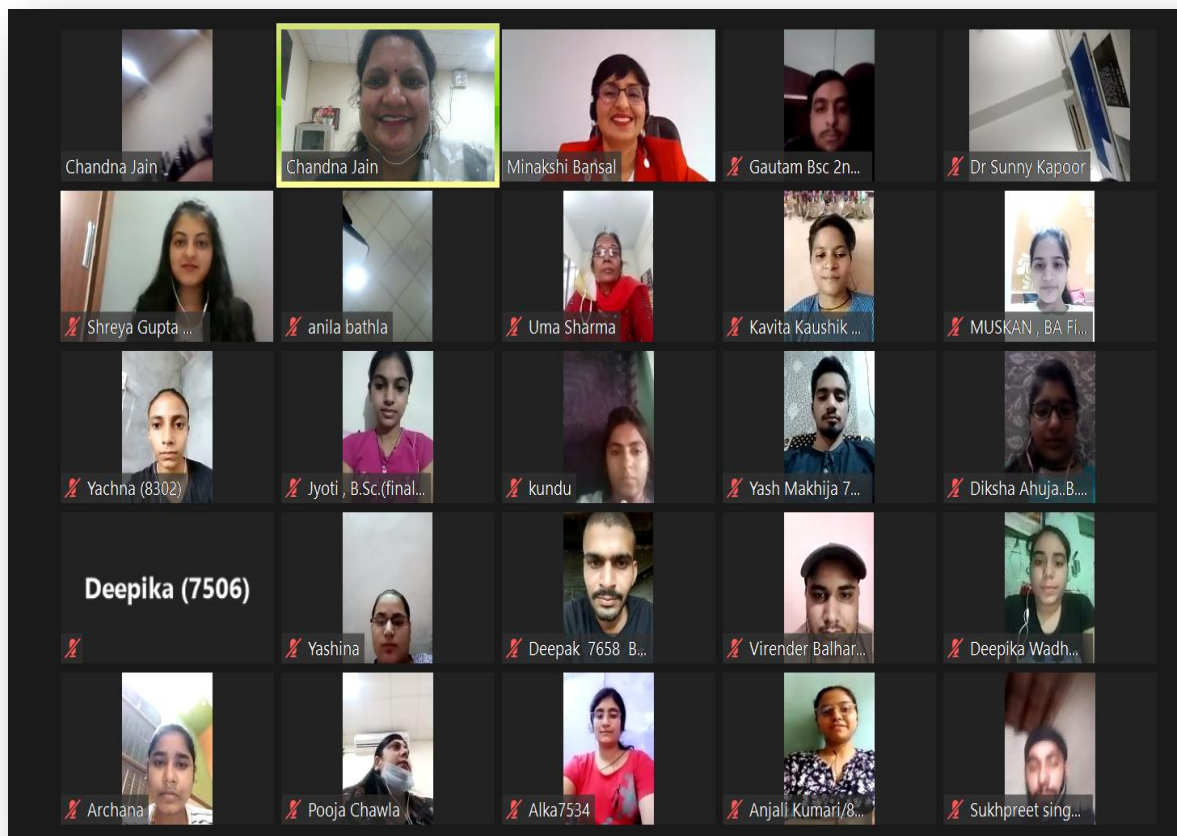 Chandna Jain
Chandna Jain
Minakshi Bansal
Gautam Bsc 2n...
Dr Sunny Kapoor
Shreya Gupta ...
anila bathla
Uma Sharma
Kavita Kaushik ...
MUSKAN , BA Fi...
Yachna (8302)
Jyoti , B.Sc.(final...
kundu
Yash Makhija 7...
Diksha Ahuja..B....
Deepika (7506)
Yashina
Deepak 7658 B...
Virender Balhar...
Deepika Wadh...
Archana
Pooja Chawla
Alka7534
Anjali Kumari/8...
Sukhpreet sing...